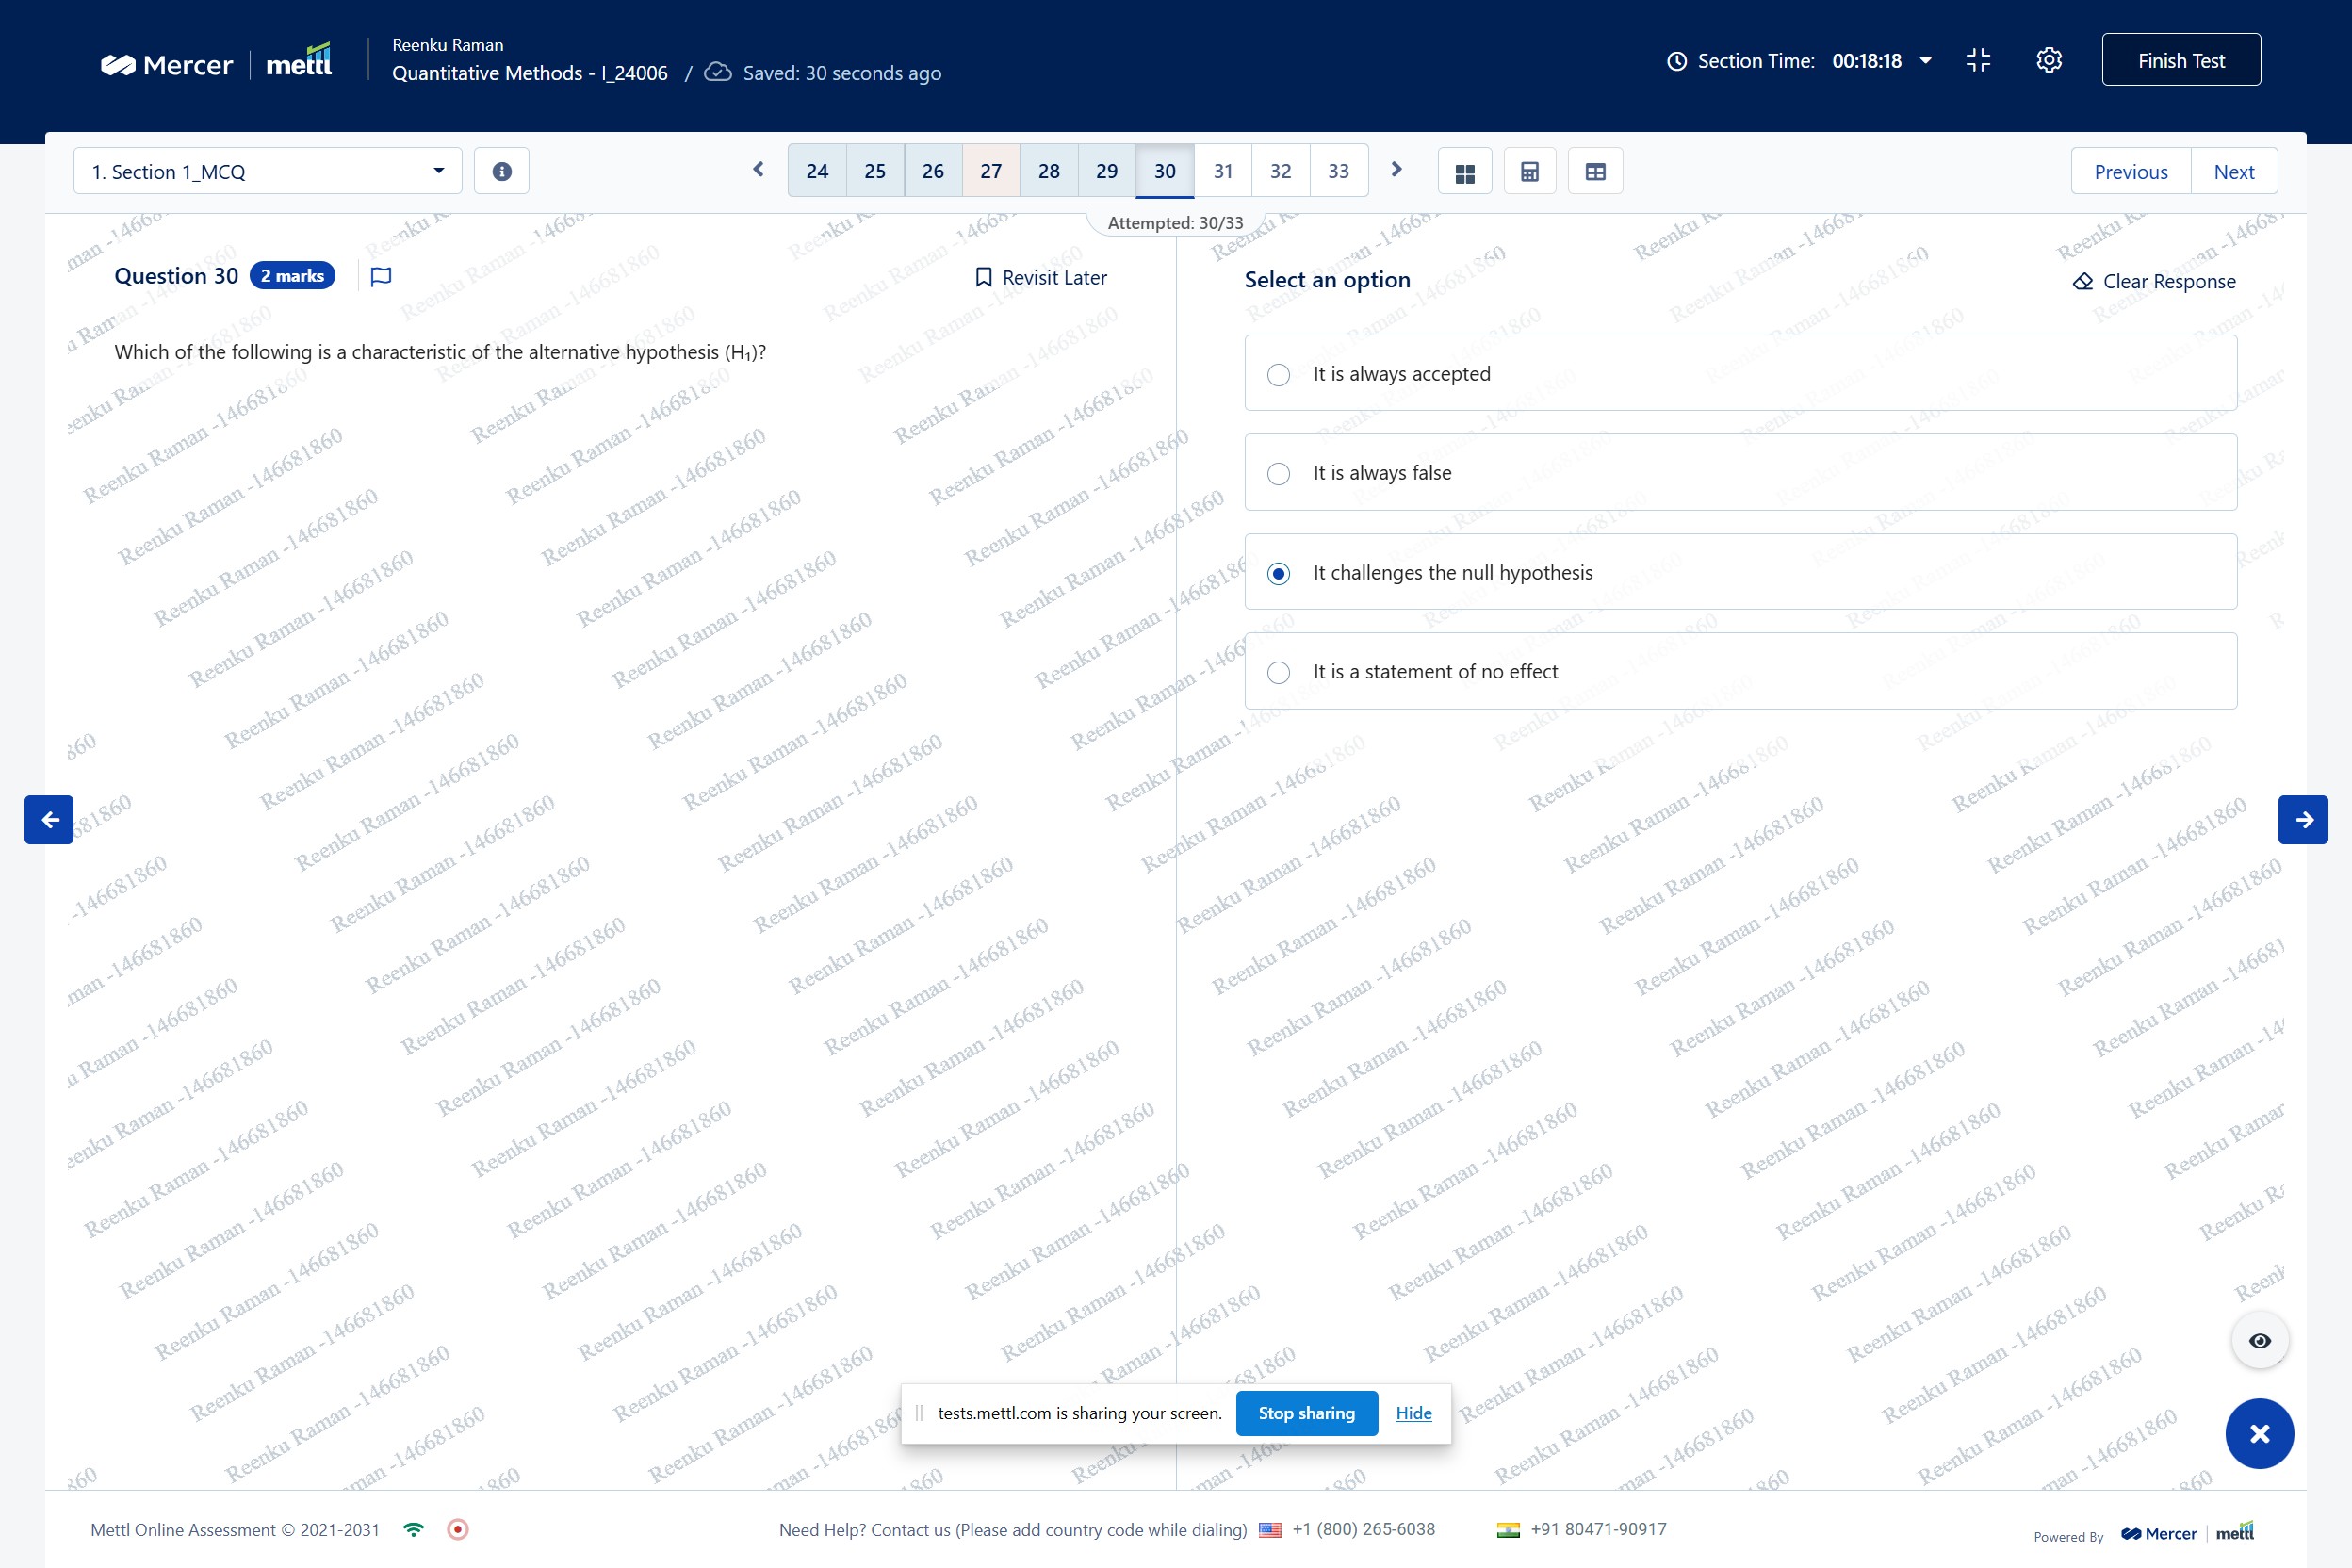 Mercer | mettl
Reenku Raman
Quantitative Methods - I_24006 / Saved: 30 seconds ago
Section Time: 00:18:18
Finish Test
1. Section 1_MCQ
24 25 26 27 28 29 30 31 32 33
Previous Next
Attempted: 30/33
Question 30 2 marks
Revisit Later
Which of the following is a characteristic of the alternative hypothesis (H₁)?
Select an option
Clear Response
It is always accepted
It is always false
It challenges the null hypothesis
It is a statement of no effect
Reenku Raman -146681860
tests.mettl.com is sharing your screen. Stop sharing Hide
Mettl Online Assessment © 2021-2031
Need Help? Contact us (Please add country code while dialing) +1 (800) 265-6038 +91 80471-90917
Powered By Mercer | mettl